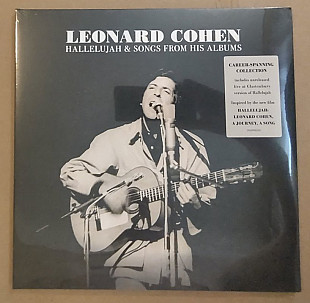 LEONARD COHEN
HALLELUJAH & SONGS FROM HIS ALBUMS
CAREER-SPANNING
COLLECTION
includes unreleased
live at Glastonbury
version of Hallelujah
Inspired by the new film
HALLELUJAH:
LEONARD COHEN,
A JOURNEY, A SONG